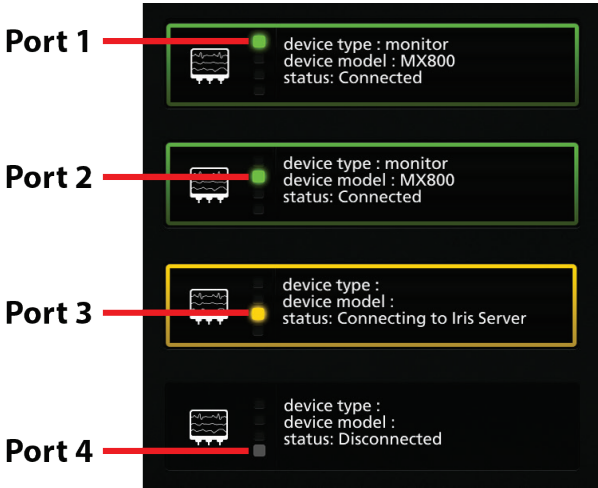 Port 1
device type : monitor
device model : MX800
status: Connected
Port 2
device type : monitor
device model : MX800
status: Connected
Port 3
device type :
device model :
status: Connecting to Iris Server
Port 4
device type :
device model :
status: Disconnected